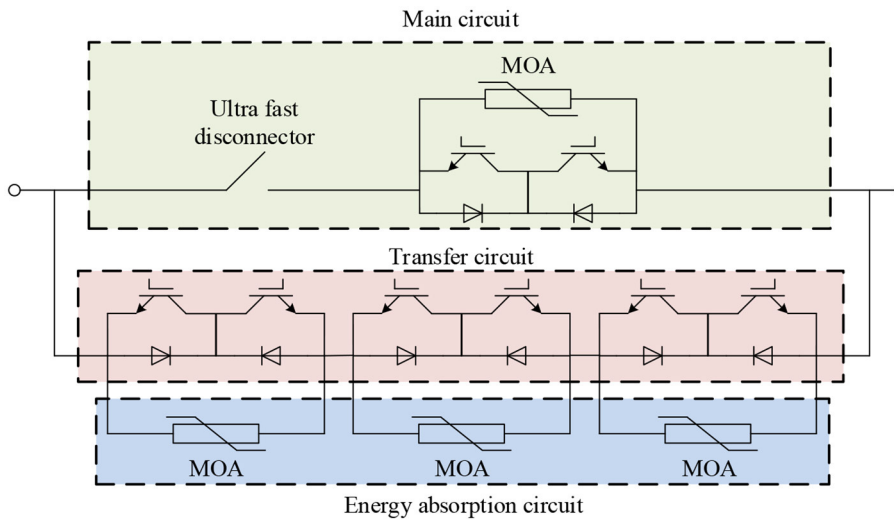 Main circuit
MOA
Ultra fast
disconnector
Transfer circuit
MOA
MOA
MOA
Energy absorption circuit